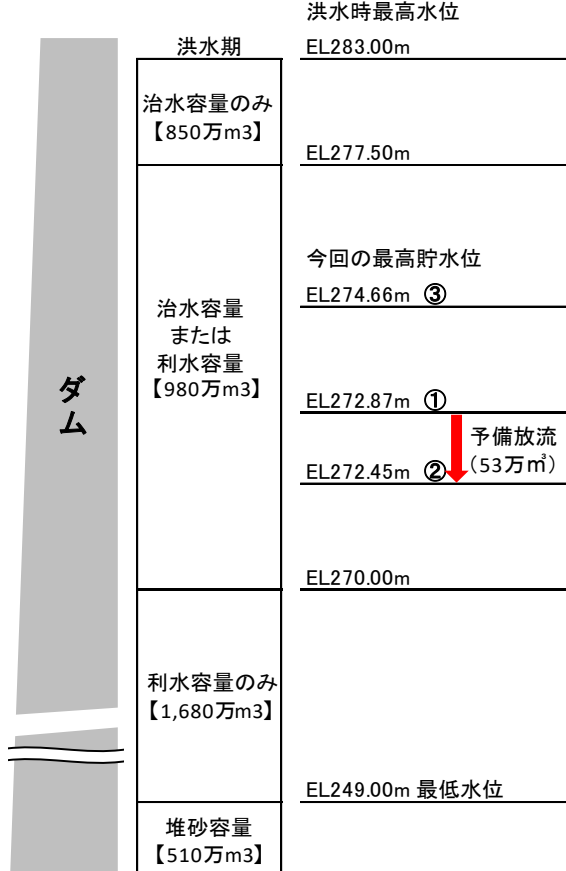 洪水時最高水位
洪水期
EL283.00m
治水容量のみ
【850万m3】
EL277.50m
今回の最高貯水位
EL274.66m ③
治水容量
または
利水容量
【980万m3】
ダム
EL272.87m ①
予備放流
（53万㎥）
EL272.45m ②
EL270.00m
利水容量のみ
【1,680万m3】
EL249.00m 最低水位
堆砂容量
【510万m3】